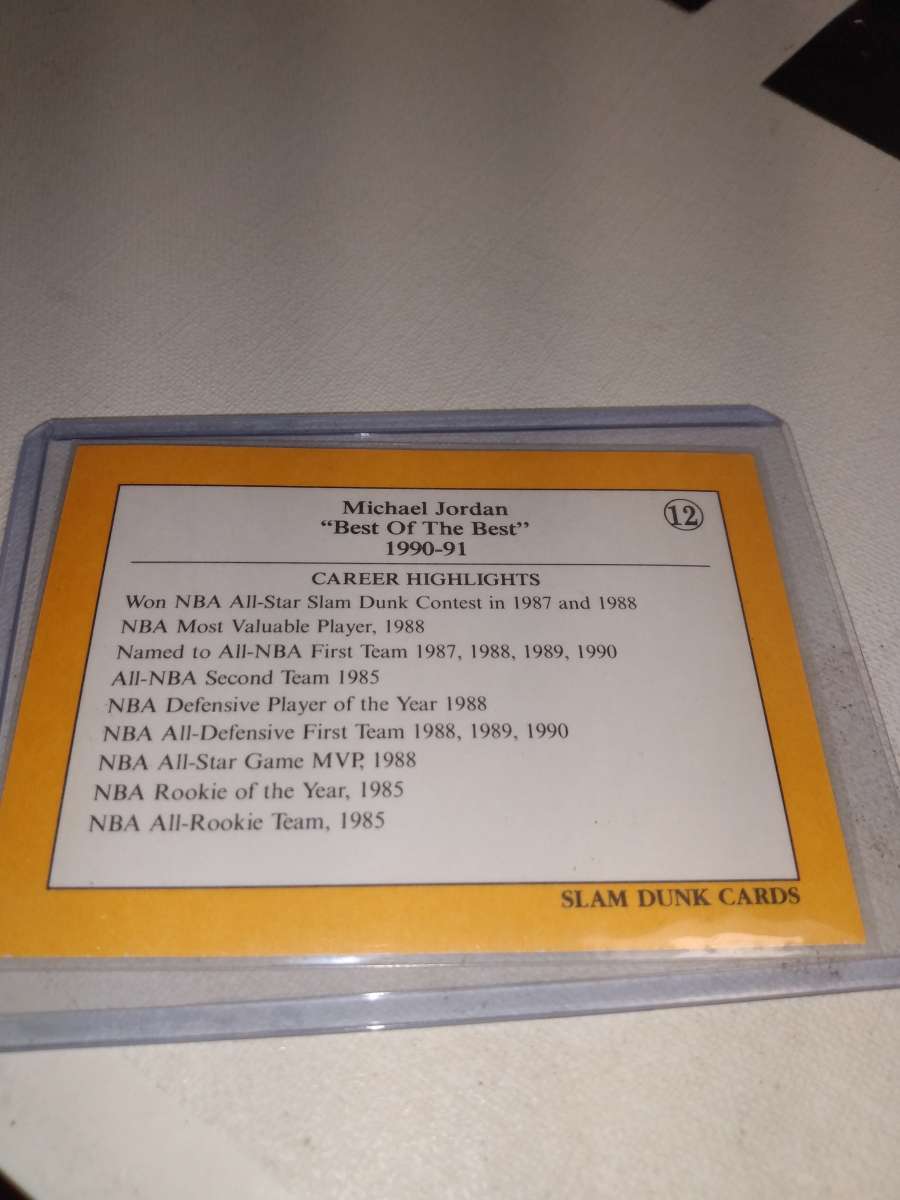 Michael Jordan
12
“Best Of The Best”
1990-91
CAREER HIGHLIGHTS
Won NBA All-Star Slam Dunk Contest in 1987 and 1988
NBA Most Valuable Player, 1988
Named to All-NBA First Team 1987, 1988, 1989, 1990
All-NBA Second Team 1985
NBA Defensive Player of the Year 1988
NBA All-Defensive First Team 1988, 1989, 1990
NBA All-Star Game MVP, 1988
NBA Rookie of the Year, 1985
NBA All-Rookie Team, 1985
SLAM DUNK CARDS